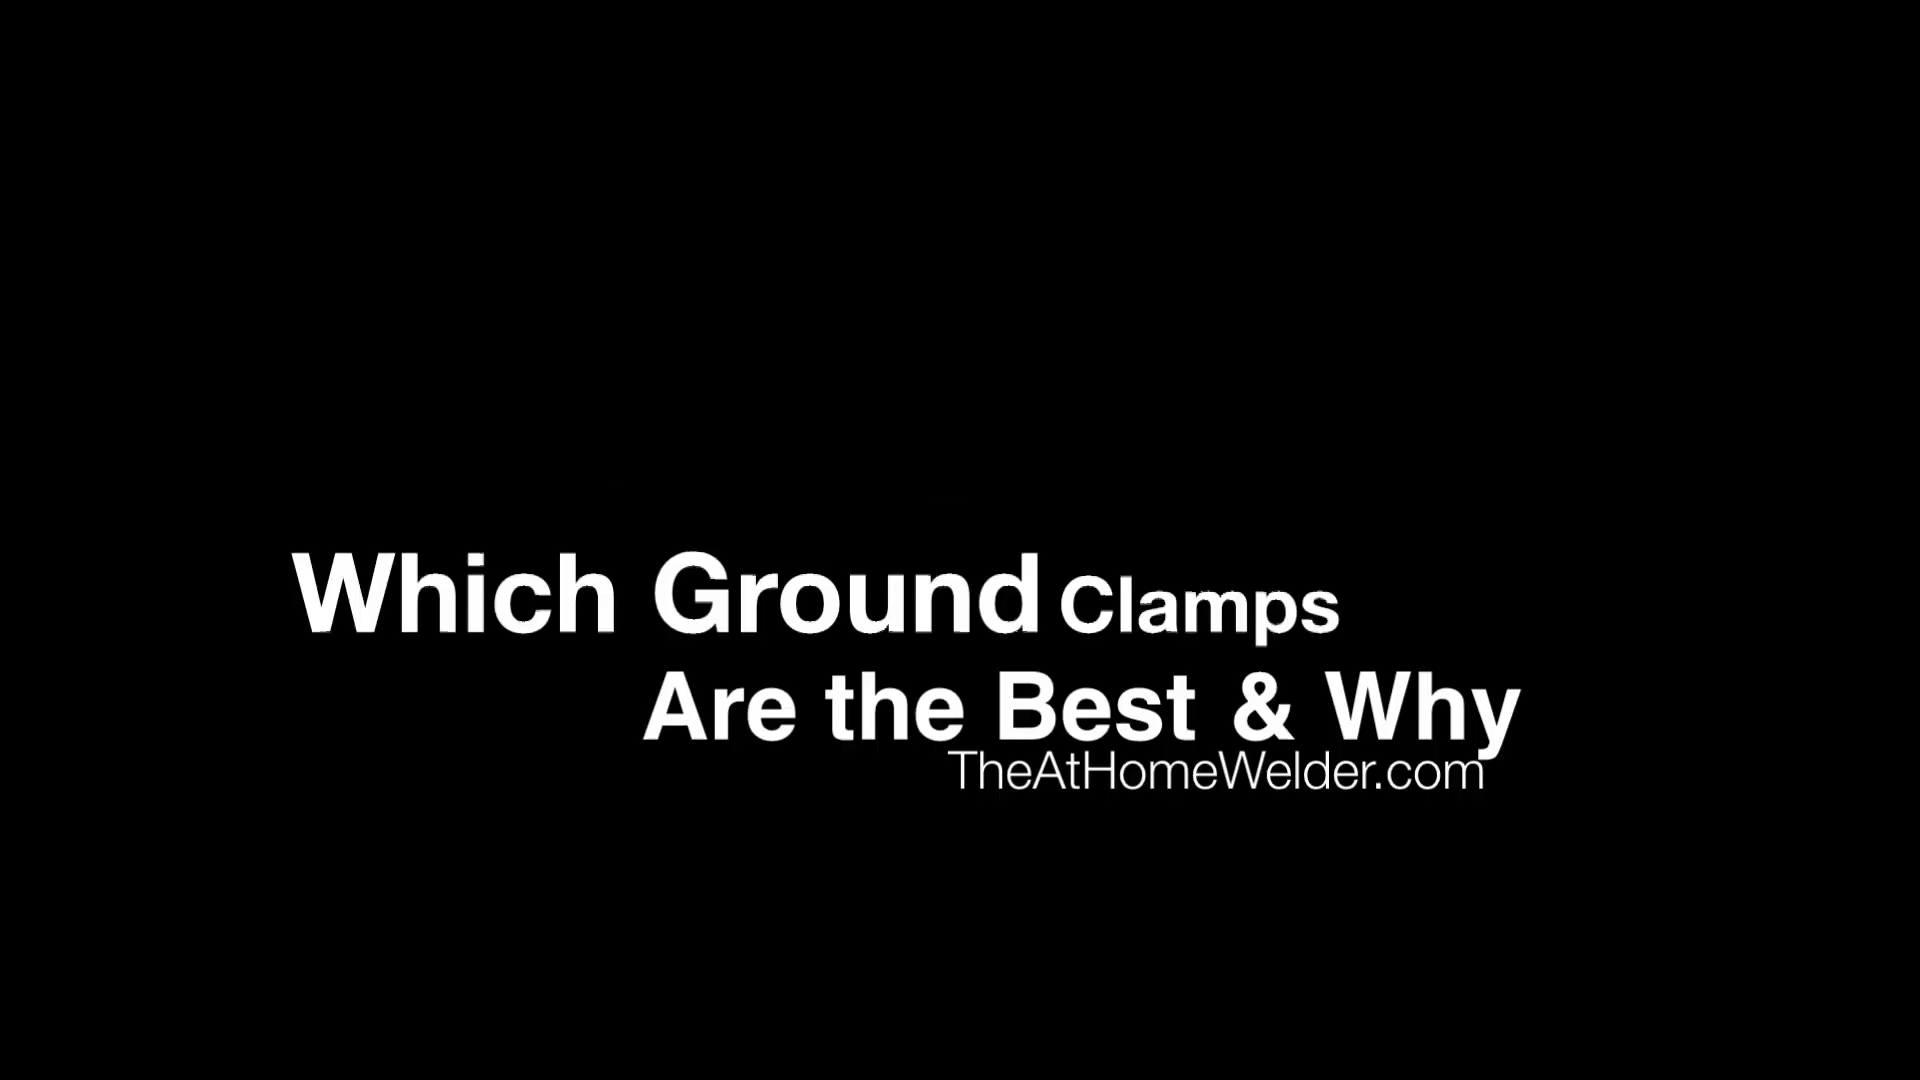 Which Ground Clamps
Are the Best & Why
TheAtHomeWelder.com